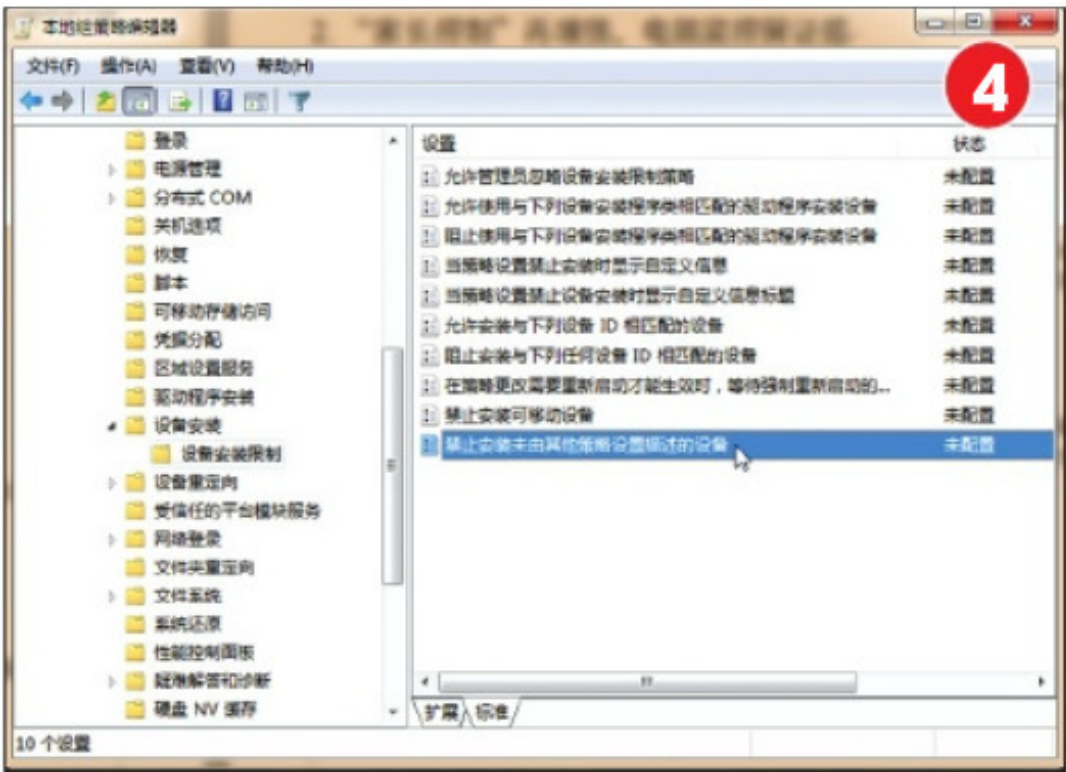 本地组策略编辑器
文件(F) 操作(A) 查看(V) 帮助(H)
4
登录
电源管理
分布式 COM
关机选项
恢复
脚本
可移动存储访问
凭据分配
区域设置服务
驱动程序安装
设备安装
设备安装限制
设备重定向
受信任的平台模块服务
网络登录
文件夹重定向
文件系统
系统还原
性能控制面板
疑难解答和诊断
硬盘 NV 缓存
设置 状态
允许管理员忽略设备安装限制策略 未配置
允许使用与下列设备安装程序类相匹配的驱动程序安装设备 未配置
阻止使用与下列设备安装程序类相匹配的驱动程序安装设备 未配置
当策略设置禁止安装时显示自定义信息 未配置
当策略设置禁止设备安装时显示自定义信息标题 未配置
允许安装与下列设备 ID 相匹配的设备 未配置
阻止安装与下列任何设备 ID 相匹配的设备 未配置
在策略更改需要重新启动才能生效时，等待强制重新启动的... 未配置
禁止安装可移动设备 未配置
禁止安装未由其他策略设置描述的设备 未配置
扩展 标准
10 个设置